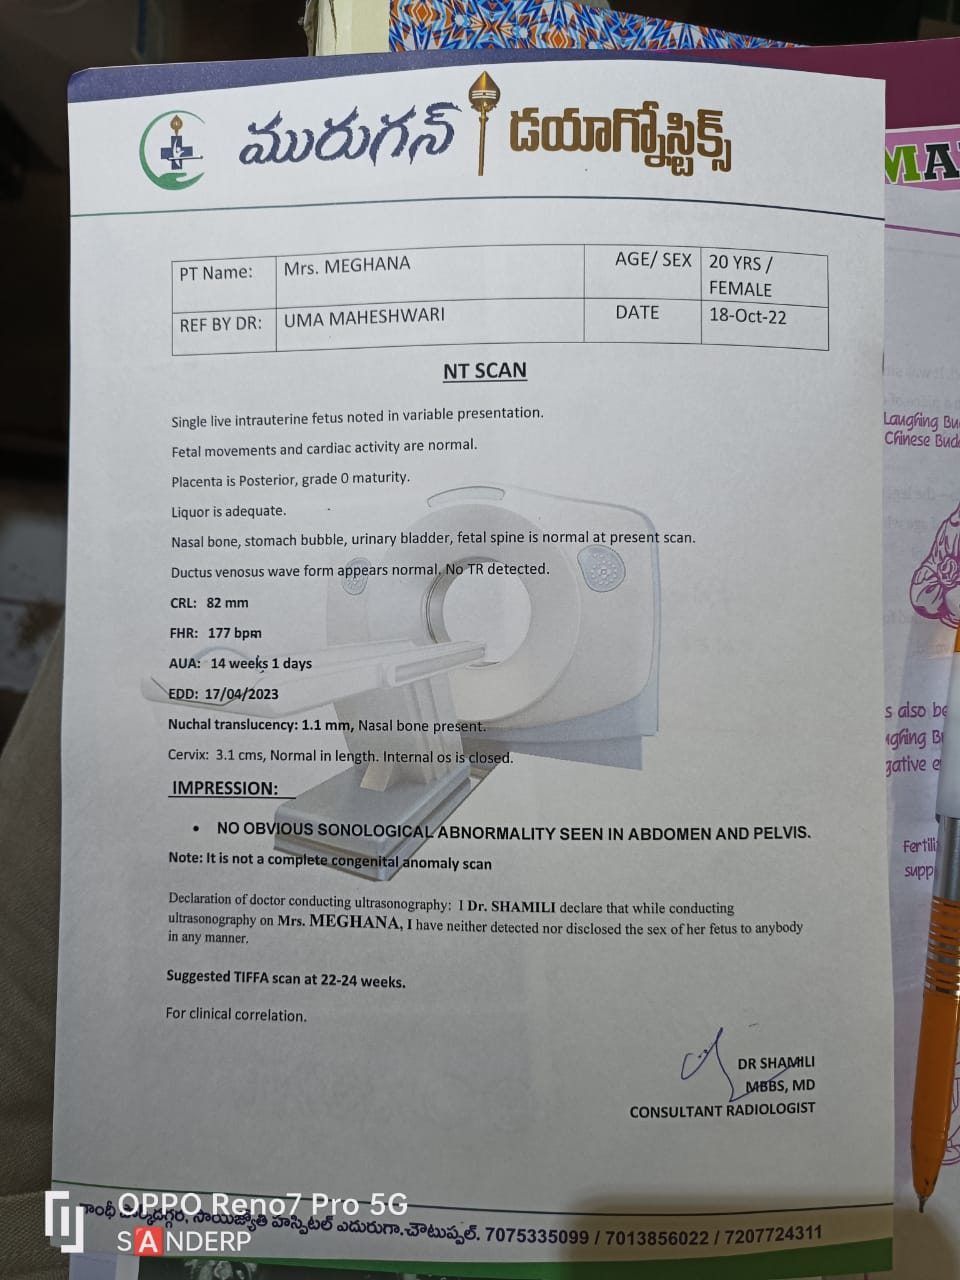 మురుగన్ డయాగ్నోస్టిక్స్
MA
PT Name: Mrs. MEGHANA AGE/ SEX 20 YRS / FEMALE
REF BY DR: UMA MAHESHWARI DATE 18-Oct-22
NT SCAN
Single live intrauterine fetus noted in variable presentation.
Fetal movements and cardiac activity are normal.
Placenta is Posterior, grade 0 maturity.
Liquor is adequate.
Nasal bone, stomach bubble, urinary bladder, fetal spine is normal at present scan.
Ductus venosus wave form appears normal. No TR detected.
CRL: 82 mm
FHR: 177 bpm
AUA: 14 weeks 1 days
EDD: 17/04/2023
Nuchal translucency: 1.1 mm, Nasal bone present.
Cervix: 3.1 cms, Normal in length. Internal os is closed.
IMPRESSION:
• NO OBVIOUS SONOLOGICAL ABNORMALITY SEEN IN ABDOMEN AND PELVIS.
Note: It is not a complete congenital anomaly scan
Declaration of doctor conducting ultrasonography: I Dr. SHAMILI declare that while conducting
ultrasonography on Mrs. MEGHANA, I have neither detected nor disclosed the sex of her fetus to anybody
in any manner.
Suggested TIFFA scan at 22-24 weeks.
For clinical correlation.
DR SHAMILI
MBBS, MD
CONSULTANT RADIOLOGIST
సాయిజ్యోతి హాస్పిటల్ ఎదురుగా.చౌటుప్పల్. 7075335099 / 7013856022 / 7207724311
Laughing
Chinese
s also
Fertili
supp
OPPO Reno7 Pro 5G
SANDERP